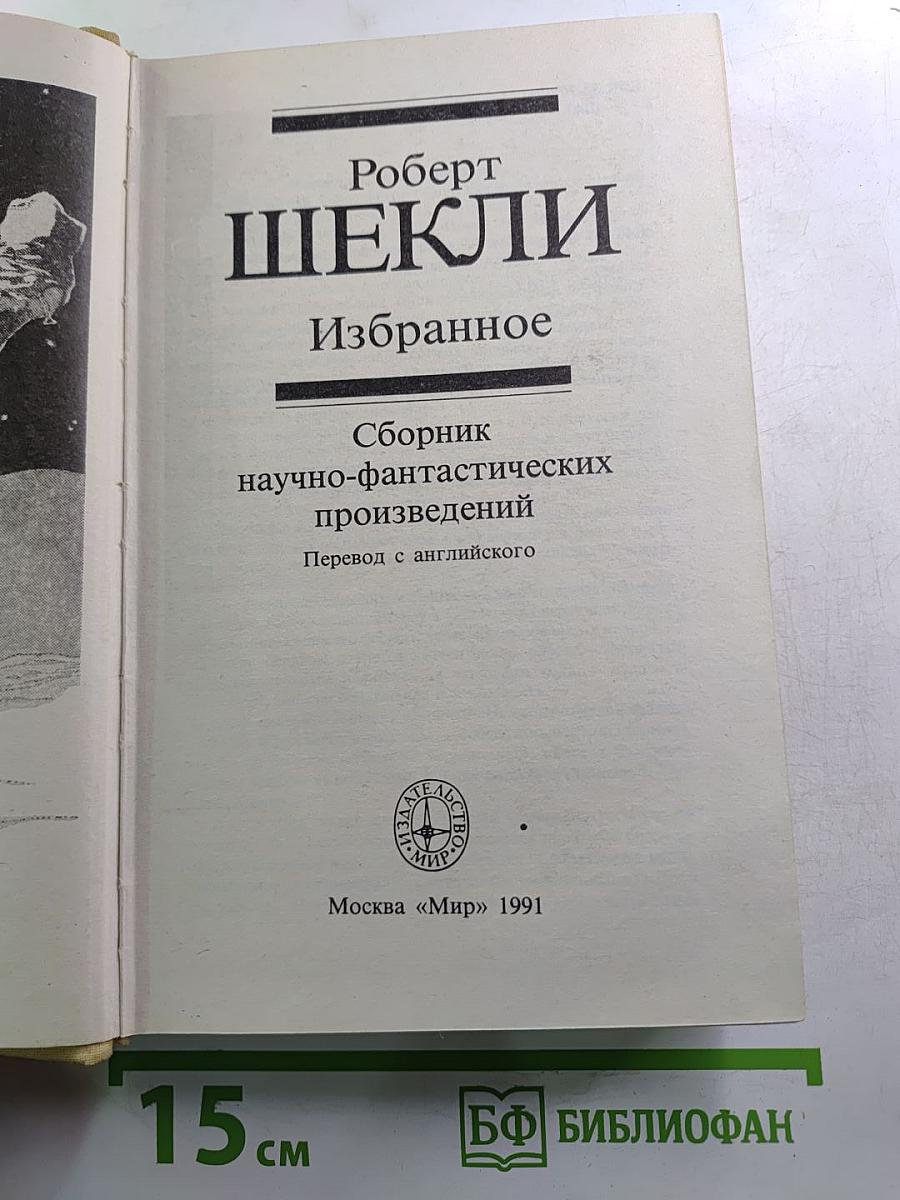 Роберт
ШЕКЛИ
Избранное
Сборник
научно-фантастических
произведений
Перевод с английского
ИЗДАТЕЛЬСТВО
• МИР •
Москва «Мир» 1991
15 см
БФ БИБЛИОФАН